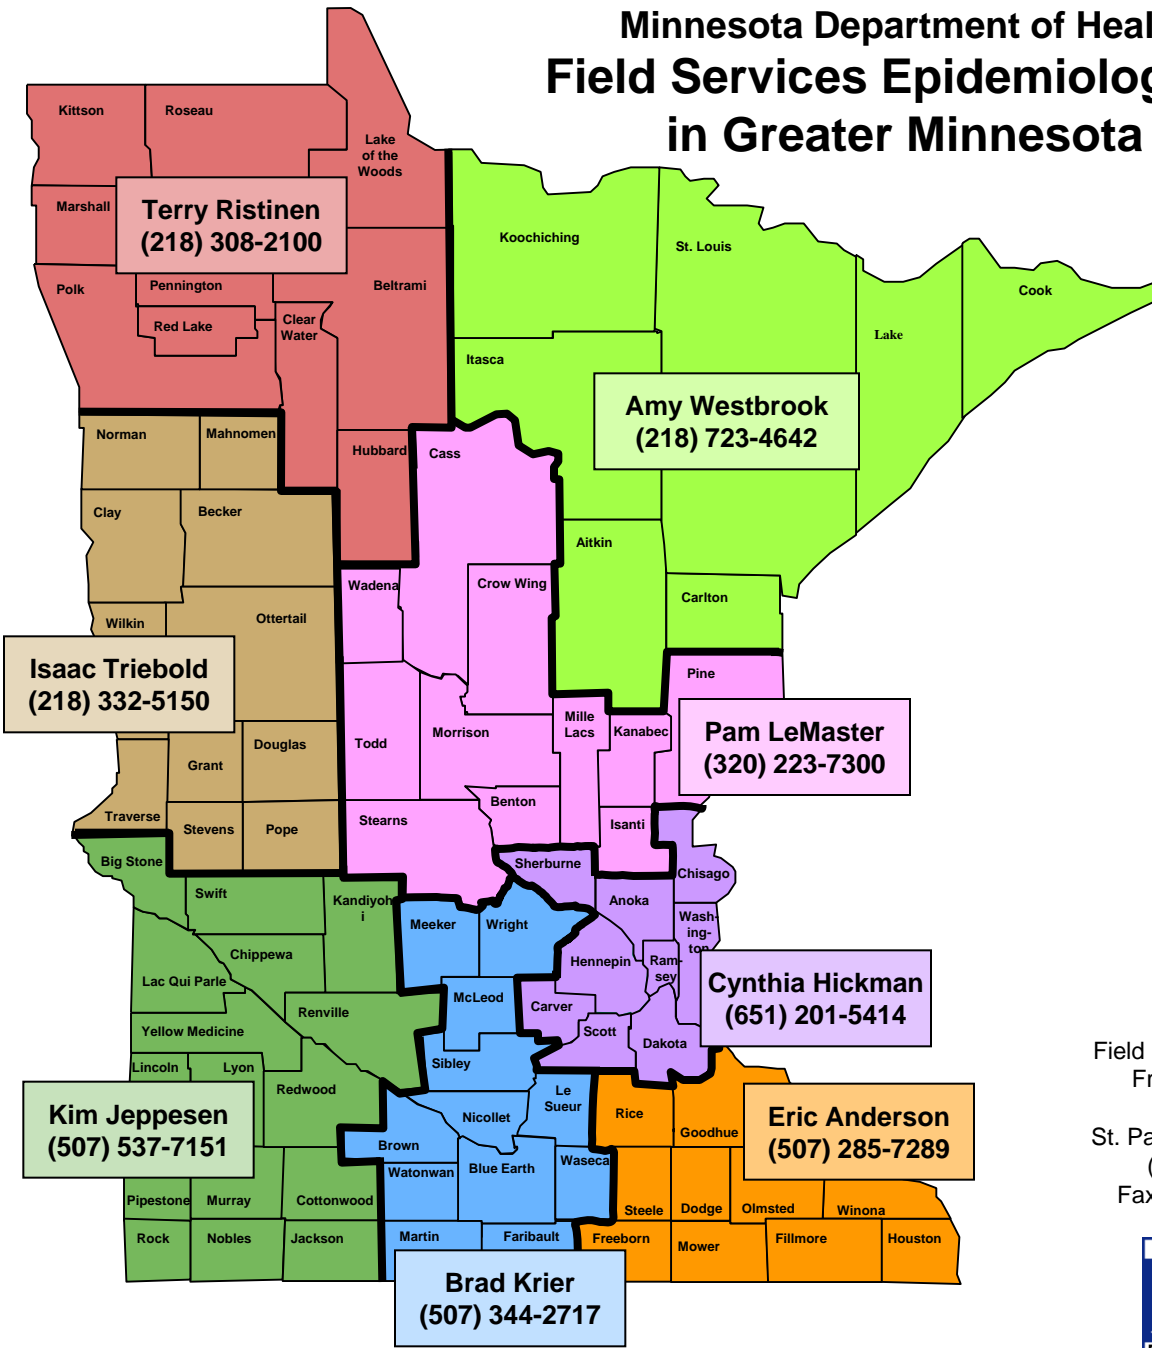 Minnesota Department of Heal
Field Services Epidemiolog
in Greater Minnesota
Kittson
Roseau
Lake
of the
Woods
Marshall
Terry Ristinen
(218) 308-2100
Polk
Pennington
Red Lake
Clear
Water
Beltrami
Koochiching
St. Louis
Cook
Lake
Itasca
Amy Westbrook
(218) 723-4642
Norman
Mahnomen
Hubbard
Cass
Clay
Becker
Aitkin
Wadena
Crow Wing
Carlton
Wilkin
Ottertail
Isaac Triebold
(218) 332-5150
Pine
Mille
Lacs
Kanabec
Pam LeMaster
(320) 223-7300
Douglas
Todd
Morrison
Grant
Benton
Traverse
Stevens
Pope
Stearns
Isanti
Big Stone
Sherburne
Chisago
Swift
Kandiyoh
i
Meeker
Wright
Anoka
Wash-
ing-
ton
Chippewa
Hennepin
Ram-
sey
Lac Qui Parle
Cynthia Hickman
(651) 201-5414
McLeod
Carver
Renville
Scott
Dakota
Yellow Medicine
Sibley
Lincoln
Lyon
Redwood
Le
Sueur
Kim Jeppesen
(507) 537-7151
Nicollet
Rice
Goodhue
Eric Anderson
(507) 285-7289
Brown
Watonwan
Blue Earth
Waseca
Pipestone
Murray
Cottonwood
Steele
Dodge
Olmsted
Winona
Rock
Nobles
Jackson
Martin
Faribault
Freeborn
Mower
Fillmore
Houston
Brad Krier
(507) 344-2717
Field
Fr
St. Pa
(
Fax